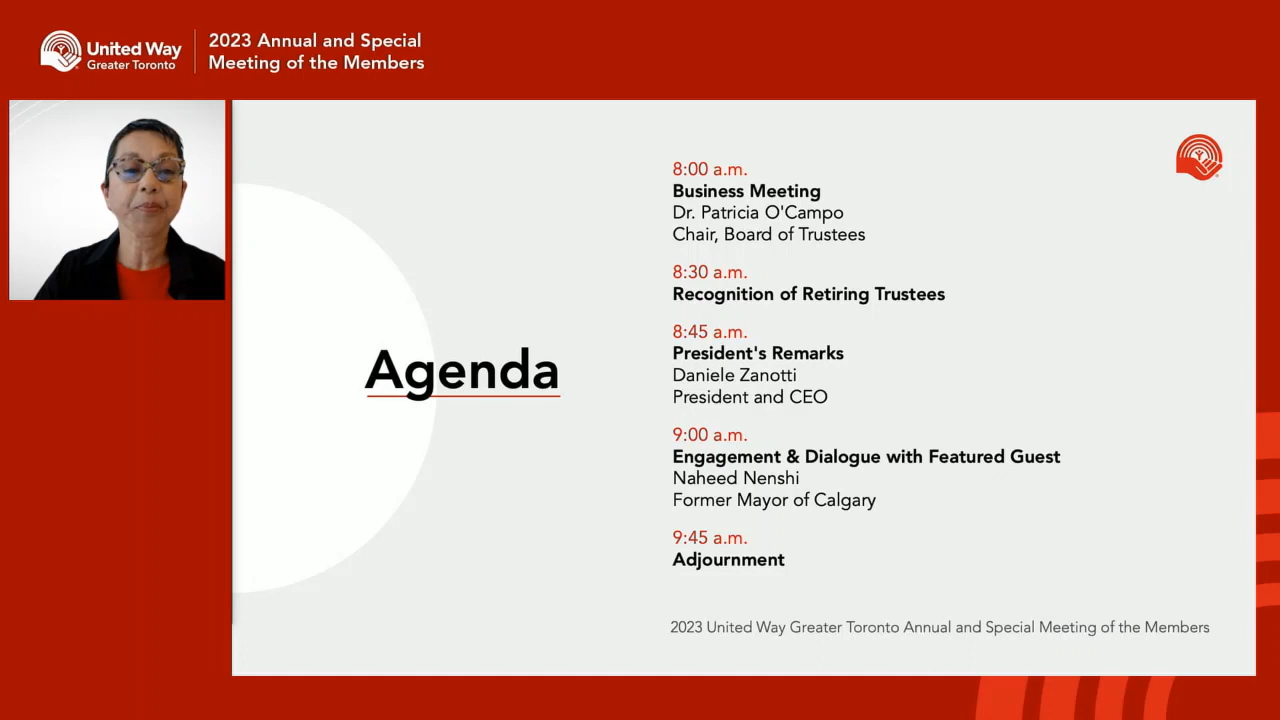 United Way
Greater Toronto
2023 Annual and Special
Meeting of the Members
Agenda
8:00 a.m.
Business Meeting
Dr. Patricia O'Campo
Chair, Board of Trustees
8:30 a.m.
Recognition of Retiring Trustees
8:45 a.m.
President's Remarks
Daniele Zanotti
President and CEO
9:00 a.m.
Engagement & Dialogue with Featured Guest
Naheed Nenshi
Former Mayor of Calgary
9:45 a.m.
Adjournment
2023 United Way Greater Toronto Annual and Special Meeting of the Members